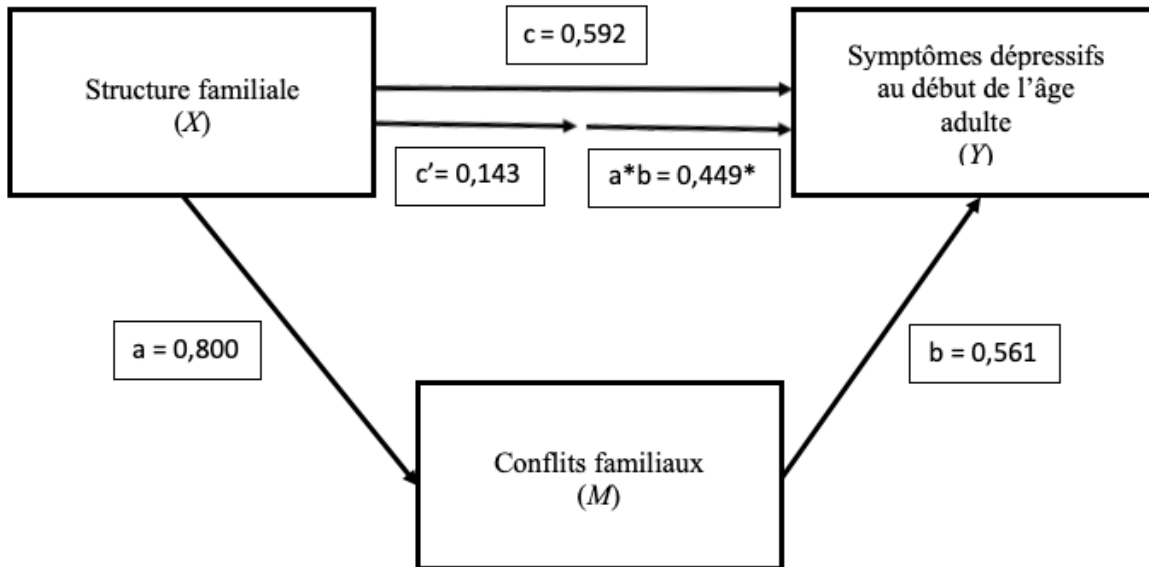 c = 0,592
Structure familiale
(X)
Symptômes dépressifs
au début de l’âge
adulte
(Y)
c’= 0,143
a*b = 0,449*
a = 0,800
b = 0,561
Conflits familiaux
(M)